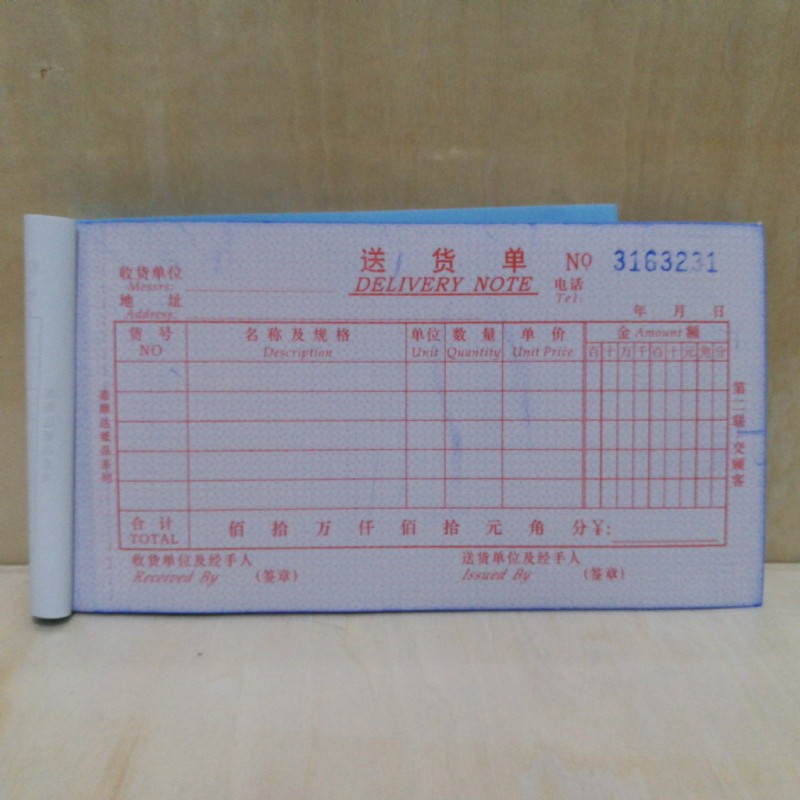 送货单 NO 3163231
DELIVERY NOTE
收货单位
Messrs:
电话
Tel:
地 址
Address:
年 月 日
货号 名称及规格 单位 数量 单价 金 Amount 额
NO Description Unit Quantity Unit Price 百十万千百十元角分
第二联 交顾客
合计 佰 拾 万 仟 佰 拾 元 角 分 ¥:
TOTAL
收货单位及经手人 送货单位及经手人
Received By (签章) Issued By (签章)